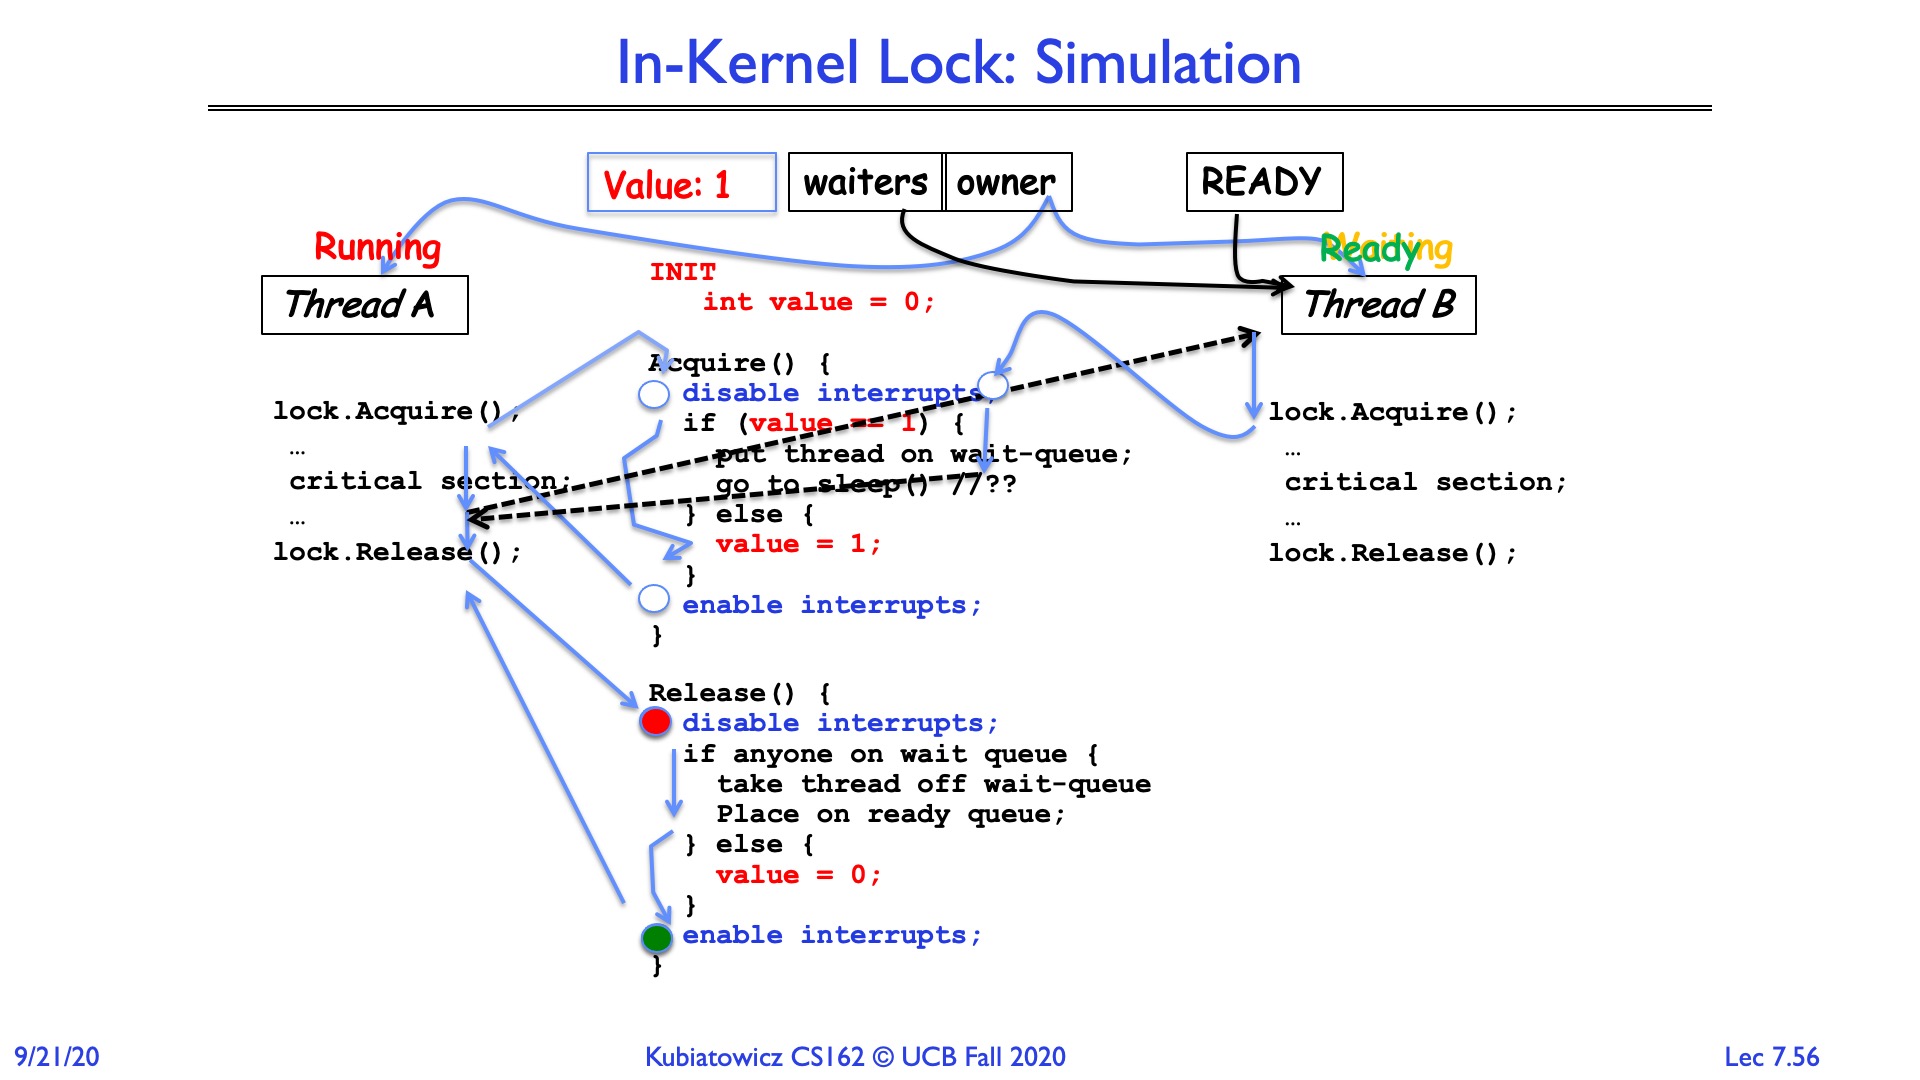 In-Kernel Lock: Simulation
Value: 1
waiters
owner
READY
Running
Waiting
Ready
Thread A
Thread B
INIT
int value = 0;
Acquire() {
disable interrupts;
if (value == 1) {
put thread on wait-queue;
go to sleep() //??
} else {
value = 1;
}
enable interrupts;
}
Release() {
disable interrupts;
if anyone on wait queue {
take thread off wait-queue
Place on ready queue;
} else {
value = 0;
}
enable interrupts;
}
lock.Acquire();
…
critical section;
…
lock.Release();
lock.Acquire();
…
critical section;
…
lock.Release();
9/21/20
Kubiatowicz CS162 © UCB Fall 2020
Lec 7.56